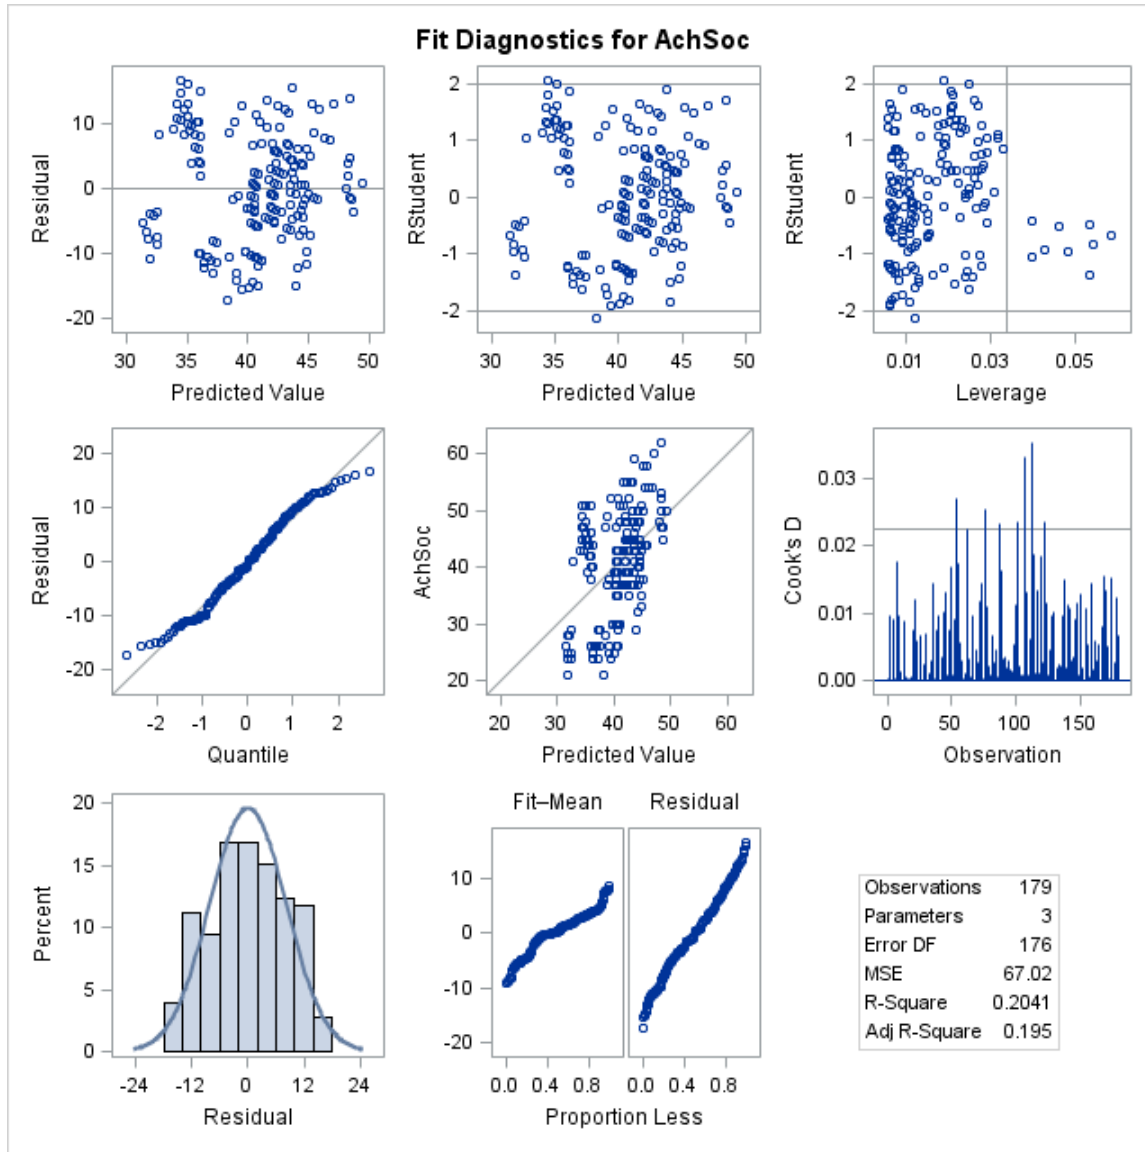 Fit Diagnostics for AchSoc
10
0
-10
-20
Residual
30 35 40 45 50
Predicted Value
2
1
0
-1
-2
RStudent
30 35 40 45 50
Predicted Value
2
1
0
-1
-2
RStudent
0.01 0.03 0.05
Leverage
20
10
0
-10
-20
Residual
-2 -1 0 1 2
Quantile
60
50
40
30
20
AchSoc
20 30 40 50 60
Predicted Value
0.03
0.02
0.01
0.00
Cook's D
0 50 100 150
Observation
20
15
10
5
0
Percent
-24 -12 0 12 24
Residual
Fit–Mean Residual
10
0
-10
-20
0.0 0.4 0.8 0.0 0.4 0.8
Proportion Less
Observations 179
Parameters 3
Error DF 176
MSE 67.02
R-Square 0.2041
Adj R-Square 0.195